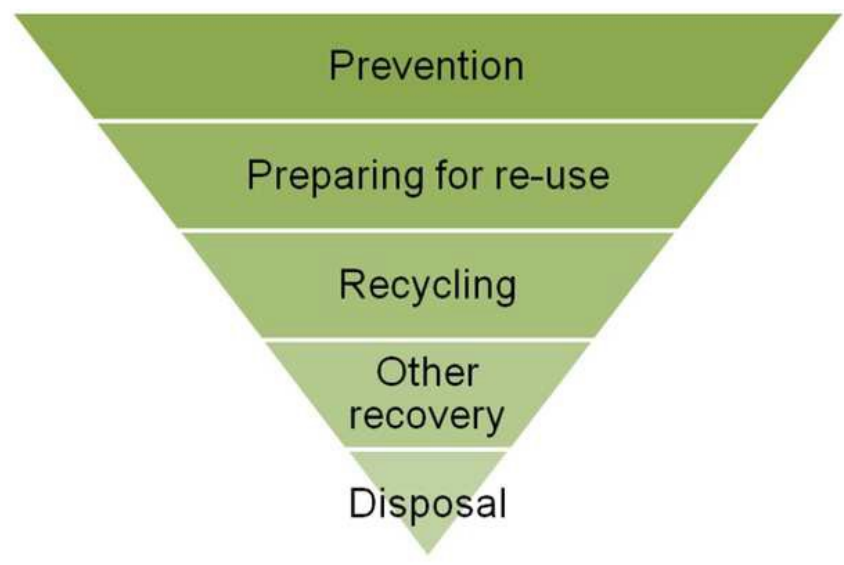 Prevention
Preparing for re-use
Recycling
Other
recovery
Disposal